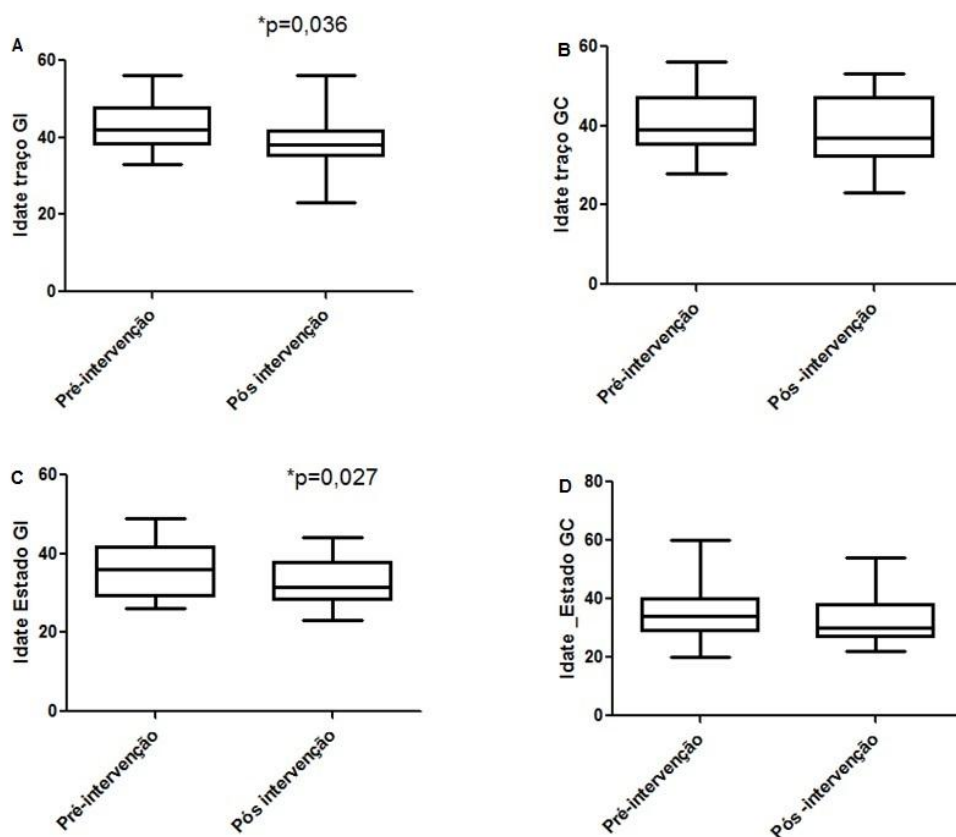 A
*p=0,036
Idate traço GI
60
40
20
0
Pré-intervenção
Pós intervenção
B
Idate traço GC
60
40
20
0
Pré-intervenção
Pós -intervenção
C
*p=0,027
Idate Estado GI
60
40
20
0
Pré-intervenção
Pós intervenção
D
Idate _Estado GC
80
60
40
20
0
Pré-intervenção
Pós -intervenção